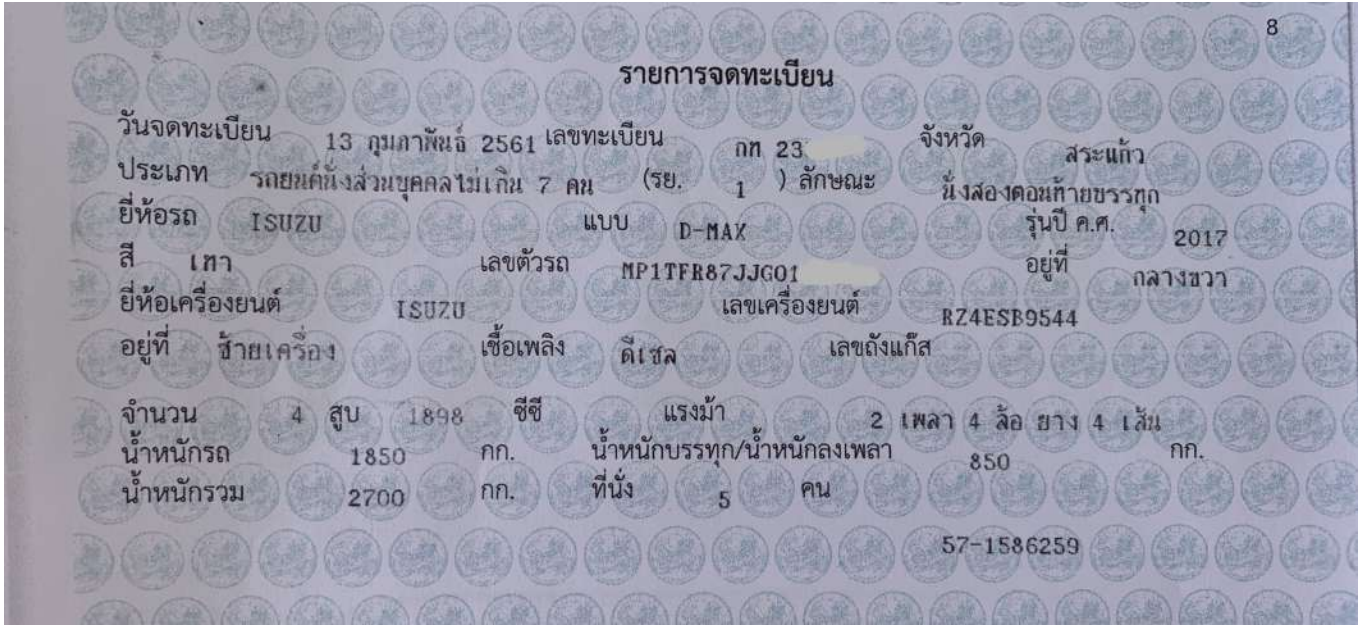 8
รายการจดทะเบียน
วันจดทะเบียน 13 กุมภาพันธ์ 2561 เลขทะเบียน กท 23 จังหวัด สระแก้ว
ประเภท รถยนต์นั่งส่วนบุคคลไม่เกิน 7 คน (รย. 1 ) ลักษณะ นั่งสองตอนท้ายบรรทุก
ยี่ห้อรถ ISUZU แบบ D-MAX รุ่นปี ค.ศ. 2017
สี เทา เลขตัวรถ MP1TFR87JJG01 อยู่ที่ กลางขวา
ยี่ห้อเครื่องยนต์ ISUZU เลขเครื่องยนต์ RZ4ESB9544
อยู่ที่ ซ้ายเครื่อง เชื้อเพลิง ดีเซล เลขถังแก๊ส
จำนวน 4 สูบ 1898 ซีซี แรงม้า 2 เพลา 4 ล้อ ยาง 4 เส้น
น้ำหนักรถ 1850 กก. น้ำหนักบรรทุก/น้ำหนักลงเพลา 850 กก.
น้ำหนักรวม 2700 กก. ที่นั่ง 5 คน
57-1586259